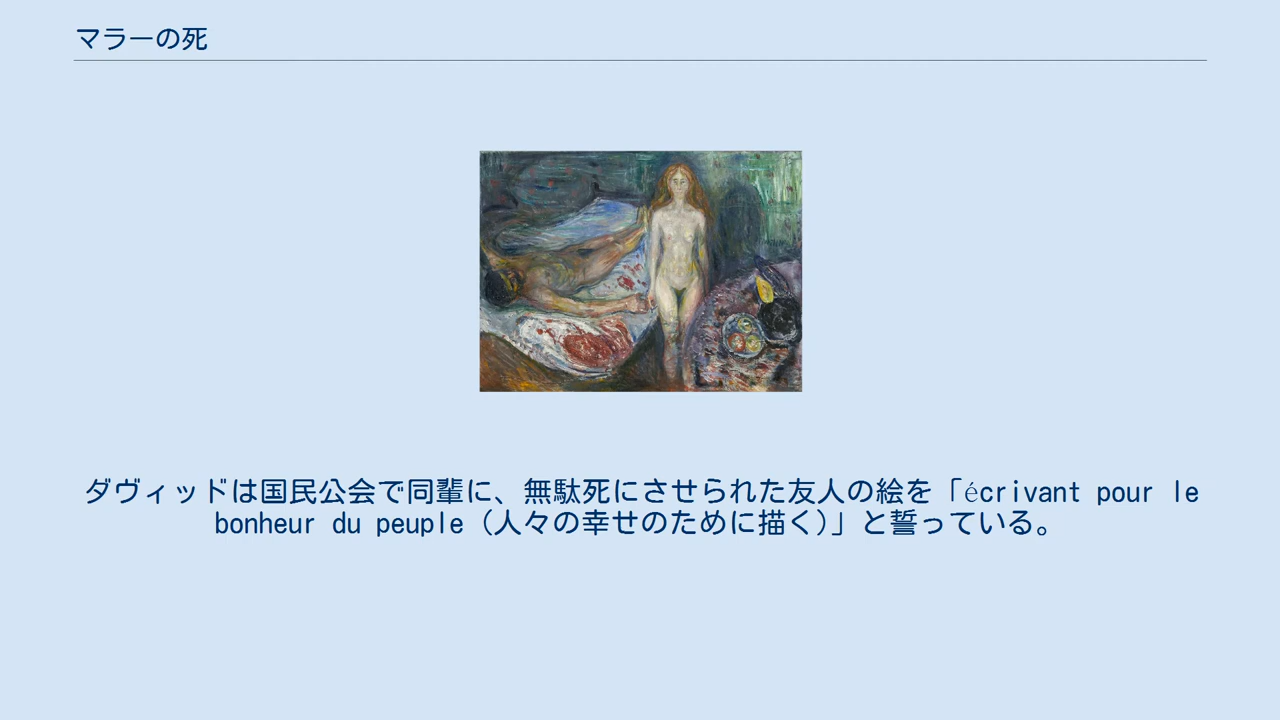 マラーの死
ダヴィッドは国民公会で同輩に、無駄死にさせられた友人の絵を「écrivant pour le
bonheur du peuple（人々の幸せのために描く）」と誓っている。